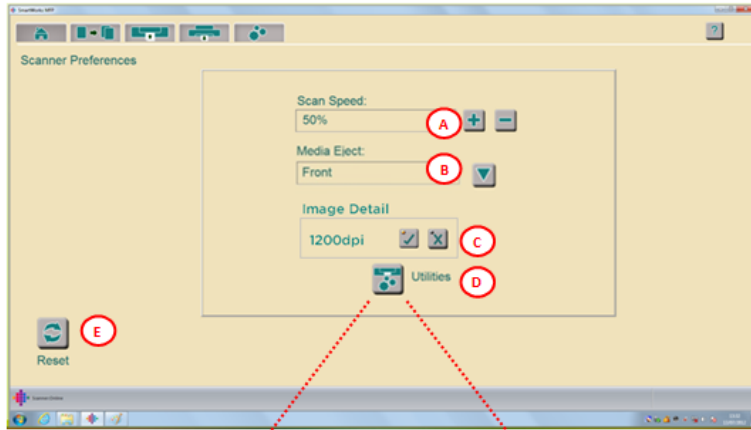 SmartWorks MFP
?
Scanner Preferences
Scan Speed:
50%
A
Media Eject:
Front
B
Image Detail
1200dpi
C
Utilities
D
E
Reset